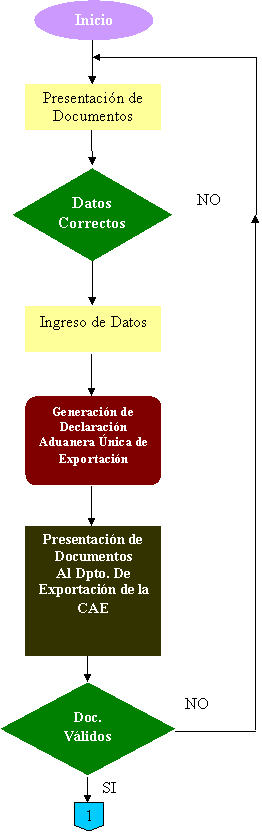 Inicio
Presentación de
Documentos
Datos
Correctos
NO
Ingreso de Datos
Generación de
Declaración
Aduanera Única de
Exportación
Presentación de
Documentos
Al Dpto. De
Exportación de la
CAE
NO
Doc.
Válidos
SI
1